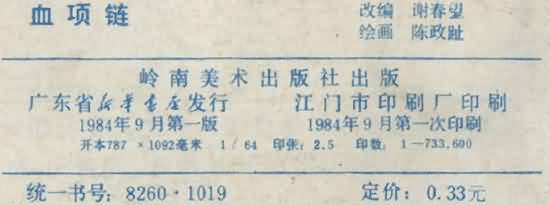 血项链 改编 谢春望
绘画 陈政趾
岭南美术出版社出版
广东省新华书店发行 江门市印刷厂印刷
1984年9月第一版 1984年9月第一次印刷
开本787 ×1092毫米 1/64 印张：2.5 印数：1—733,600
统一书号：8260·1019 定价：0.33元